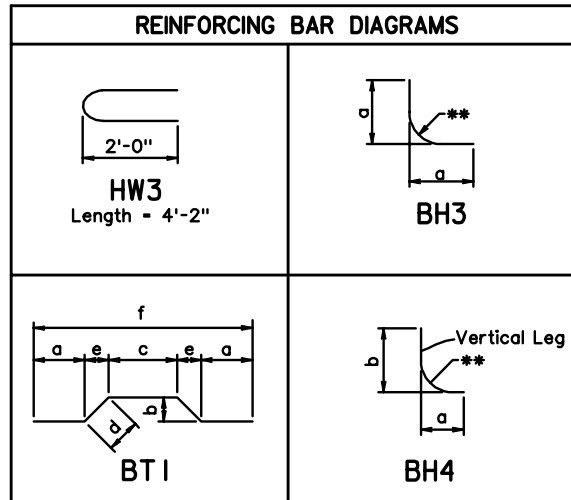 REINFORCING BAR DIAGRAMS
2'-0"
HW3
Length - 4'-2"
a
**
a
BH3
f
a e c e a
b
d
BT1
b
Vertical Leg
**
a
BH4